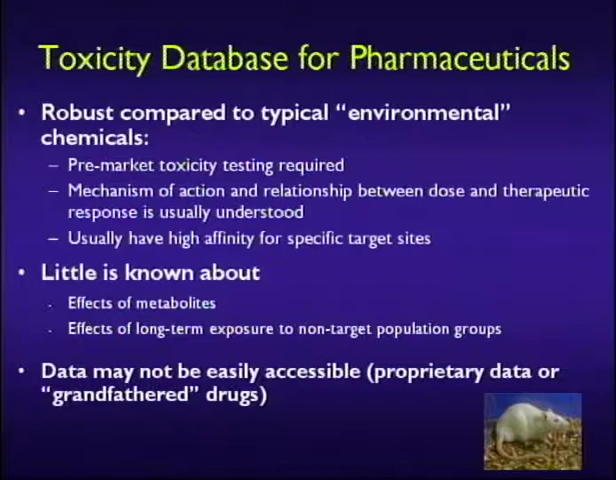 Toxicity Database for Pharmaceuticals
• Robust compared to typical “environmental”
chemicals:
– Pre-market toxicity testing required
– Mechanism of action and relationship between dose and therapeutic
response is usually understood
– Usually have high affinity for specific target sites
• Little is known about
· Effects of metabolites
· Effects of long-term exposure to non-target population groups
• Data may not be easily accessible (proprietary data or
“grandfathered” drugs)